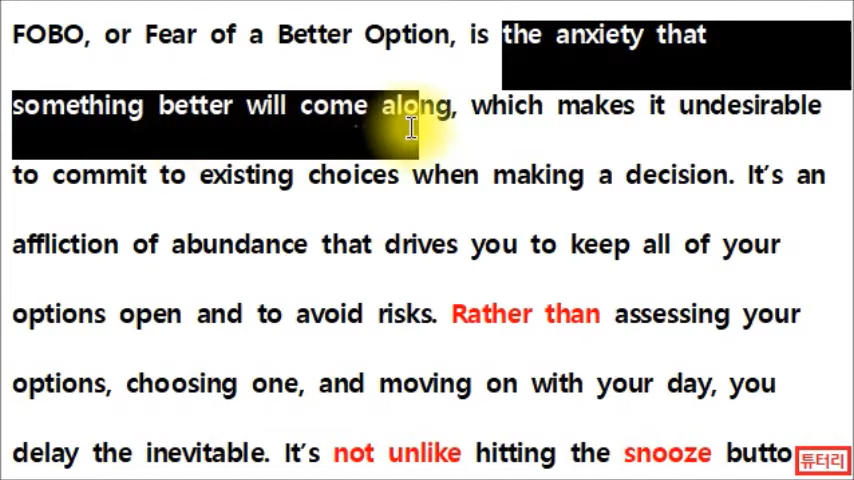 FOBO, or Fear of a Better Option, is the anxiety that
something better will come along, which makes it undesirable
to commit to existing choices when making a decision. It's an
affliction of abundance that drives you to keep all of your
options open and to avoid risks. Rather than assessing your
options, choosing one, and moving on with your day, you
delay the inevitable. It's not unlike hitting the snooze butto
튜터리